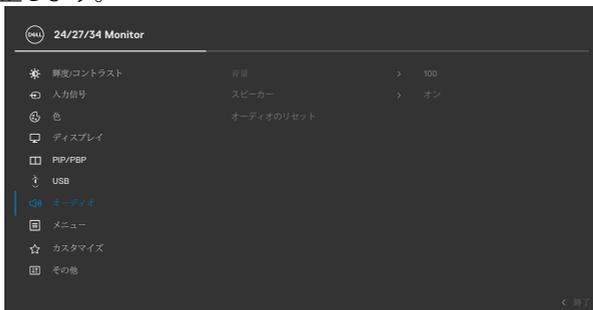 DELL 24/27/34 Monitor
輝度/コントラスト 音量 > 100
入力信号 スピーカー > オン
色 オーディオのリセット
ディスプレイ
PIP/PBP
USB
オーディオ
メニュー
カスタマイズ
その他
< 終了